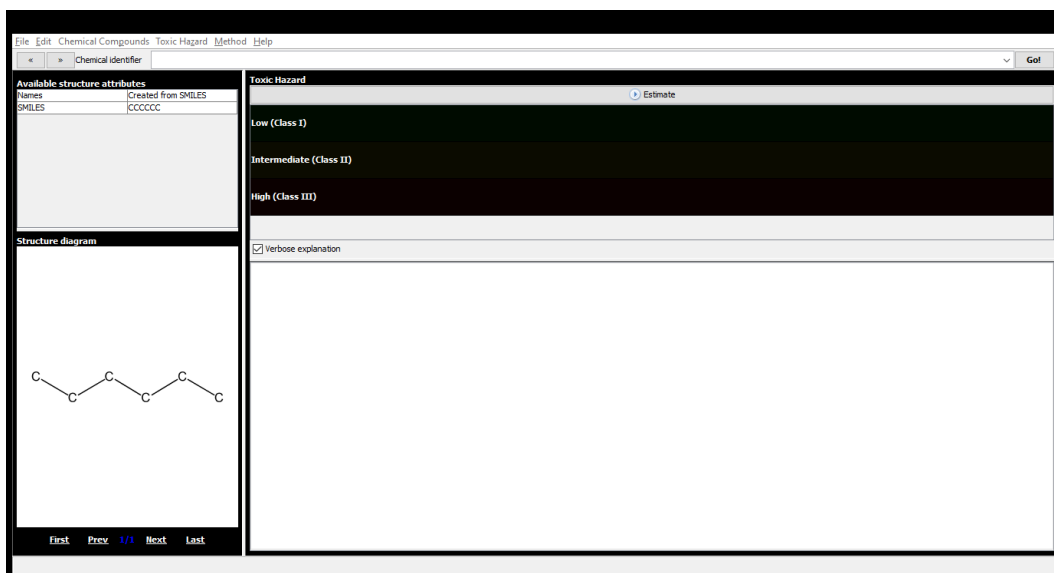 File Edit Chemical Compounds Toxic Hazard Method Help
« » Chemical identifier Go!
Available structure attributes
Names Created from SMILES
SMILES CCCCCC
Structure diagram
C C C
C C C
First Prev 1/1 Next Last
Toxic Hazard
Estimate
Low (Class I)
Intermediate (Class II)
High (Class III)
Verbose explanation